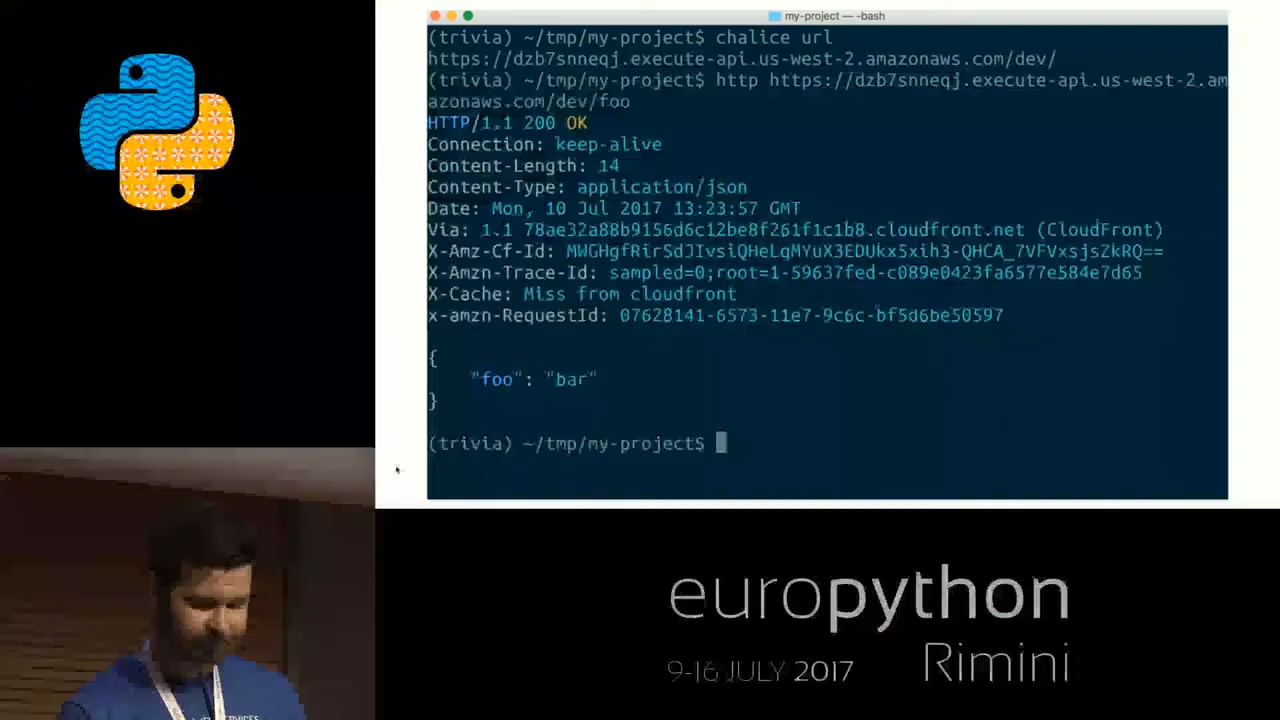 my-project — -bash
(trivia) ~/tmp/my-project$ chalice url
https://dzb7snneqj.execute-api.us-west-2.amazonaws.com/dev/
(trivia) ~/tmp/my-project$ http https://dzb7snneqj.execute-api.us-west-2.am
azonaws.com/dev/foo
HTTP/1.1 200 OK
Connection: keep-alive
Content-Length: 14
Content-Type: application/json
Date: Mon, 10 Jul 2017 13:23:57 GMT
Via: 1.1 78ae32a88b9156d6c12be8f261f1c1b8.cloudfront.net (CloudFront)
X-Amz-Cf-Id: MWGHgfRirSdJIvsiQHeLqMYuX3EDUkx5xih3-QHCA_7VFVxsjsZkRQ==
X-Amzn-Trace-Id: sampled=0;root=1-59637fed-c089e0423fa6577e584e7d65
X-Cache: Miss from cloudfront
x-amzn-RequestId: 07628141-6573-11e7-9c6c-bf5d6be50597
{
"foo": "bar"
}
(trivia) ~/tmp/my-project$
europython
9-16 JULY 2017
Rimini